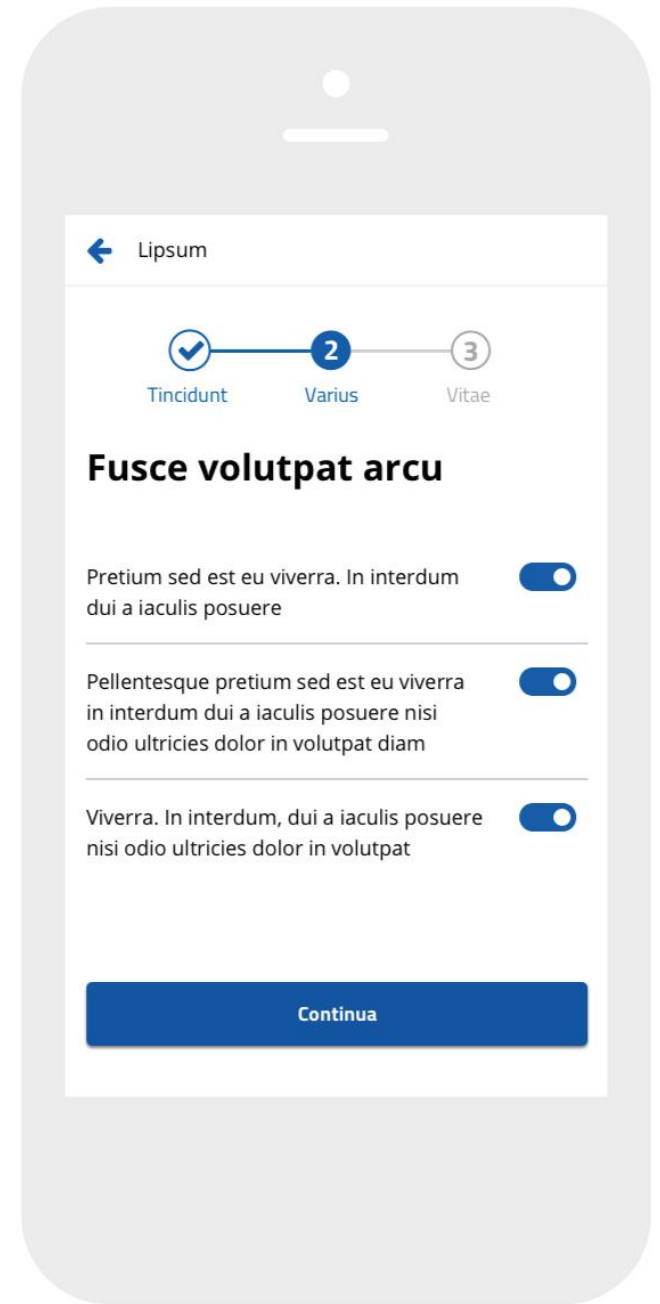 Lipsum
2 3
Tincidunt Varius Vitae
Fusce volutpat arcu
Pretium sed est eu viverra. In interdum
dui a iaculis posuere
Pellentesque pretium sed est eu viverra
in interdum dui a iaculis posuere nisi
odio ultricies dolor in volutpat diam
Viverra. In interdum, dui a iaculis posuere
nisi odio ultricies dolor in volutpat
Continua